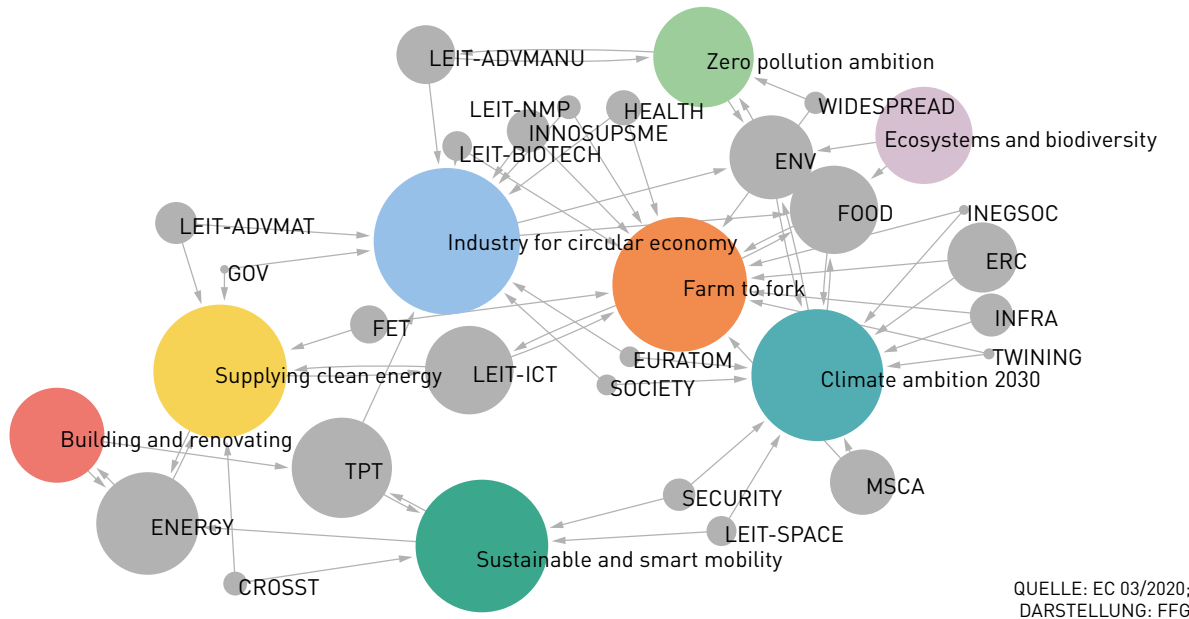 LEIT-ADVMANU
Zero pollution ambition
LEIT-NMP
HEALTH
WIDESPREAD
INNOSUPSME
Ecosystems and biodiversity
LEIT-BIOTECH
ENV
LEIT-ADVMAT
FOOD
INEGSOC
Industry for circular economy
GOV
ERC
Farm to fork
FET
INFRA
EURATOM
TWINING
Supplying clean energy
LEIT-ICT
SOCIETY
Climate ambition 2030
Building and renovating
TPT
SECURITY
MSCA
ENERGY
LEIT-SPACE
Sustainable and smart mobility
CROSST
QUELLE: EC 03/2020;
DARSTELLUNG: FFG